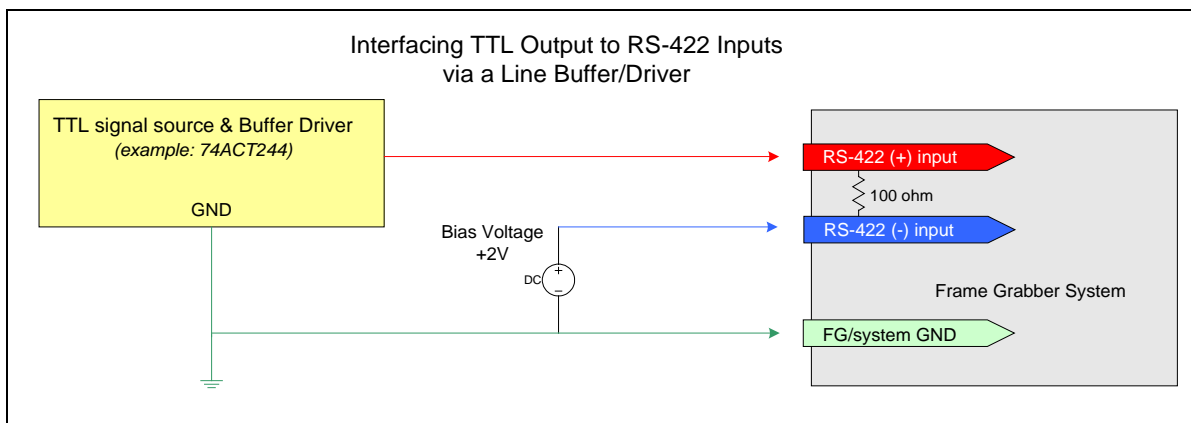 Interfacing TTL Output to RS-422 Inputs
via a Line Buffer/Driver
TTL signal source & Buffer Driver
(example: 74ACT244)
GND
RS-422 (+) input
100 ohm
RS-422 (-) input
Bias Voltage
+2V
DC
+
–
Frame Grabber System
FG/system GND